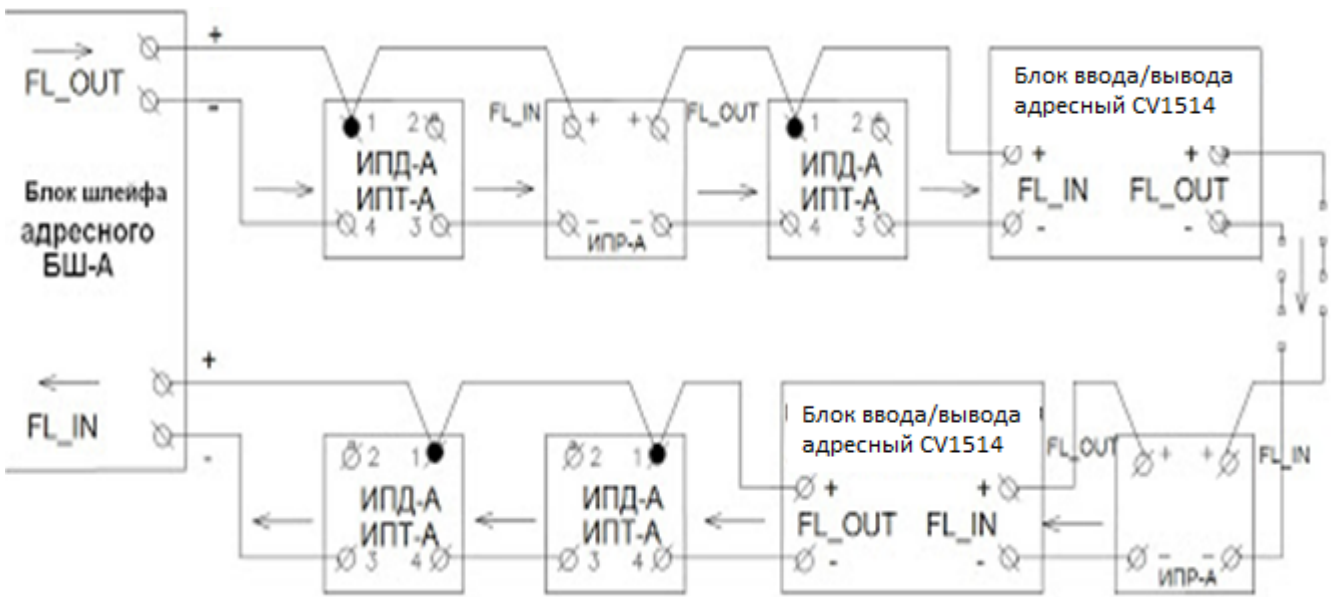 +
FL_OUT
-
Блок шлейфа
адресного
БШ-А
1 2
ИПД-А
ИПТ-А
4 3
FL_IN
+ +
FL_OUT
- -
ИПР-А
1 2
ИПД-А
ИПТ-А
4 3
Блок ввода/вывода
адресный CV1514
+ +
FL_IN FL_OUT
- -
+
FL_IN
-
2 1
ИПД-А
ИПТ-А
3 4
2 1
ИПД-А
ИПТ-А
3 4
Блок ввода/вывода
адресный CV1514
+ +
FL_OUT FL_IN
- -
FL_OUT
+ +
FL_IN
- -
ИПР-А